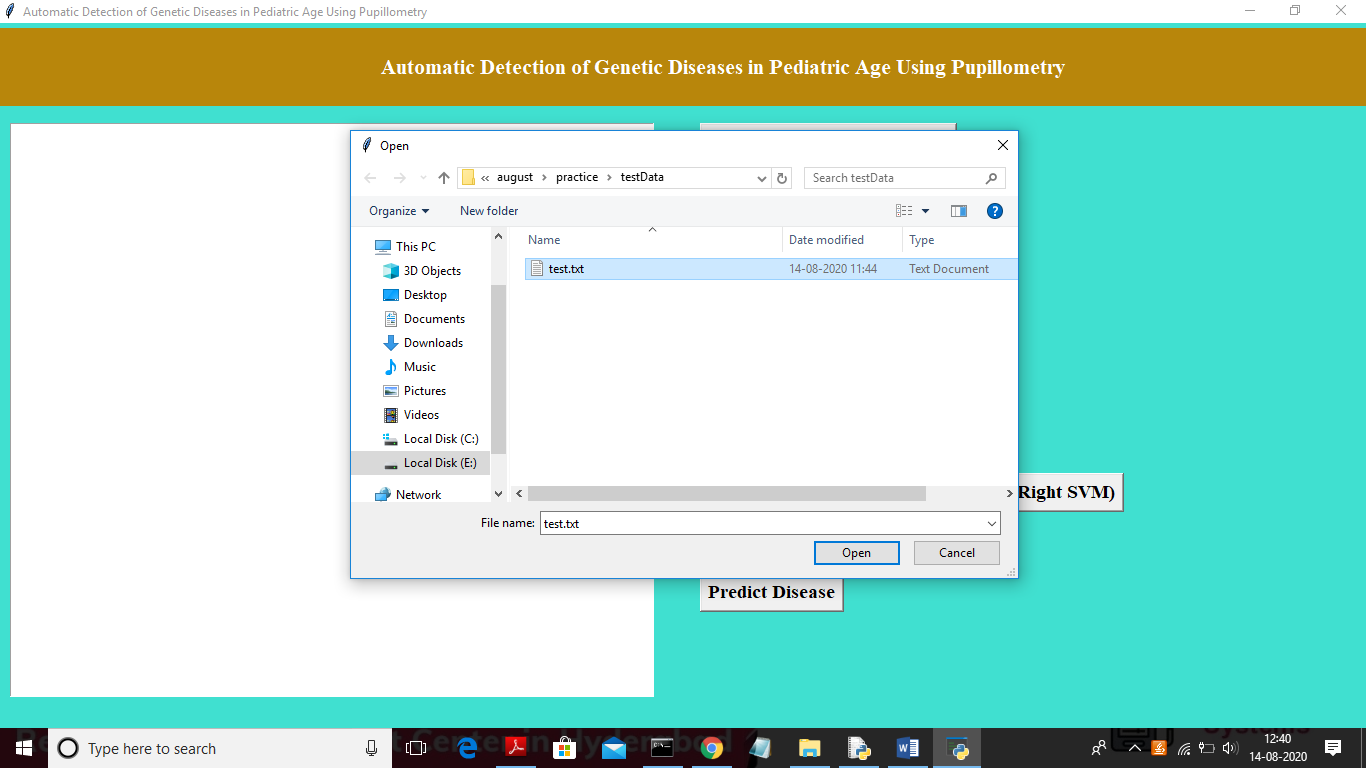 Automatic Detection of Genetic Diseases in Pediatric Age Using Pupillometry
Automatic Detection of Genetic Diseases in Pediatric Age Using Pupillometry
Open
« august › practice › testData
Search testData
Organize
New folder
Name
Date modified
Type
This PC
3D Objects
Desktop
Documents
Downloads
Music
Pictures
Videos
Local Disk (C:)
Local Disk (E:)
Network
test.txt
14-08-2020 11:44
Text Document
Right SVM)
File name:
test.txt
Open
Cancel
Predict Disease
Type here to search
12:40
14-08-2020